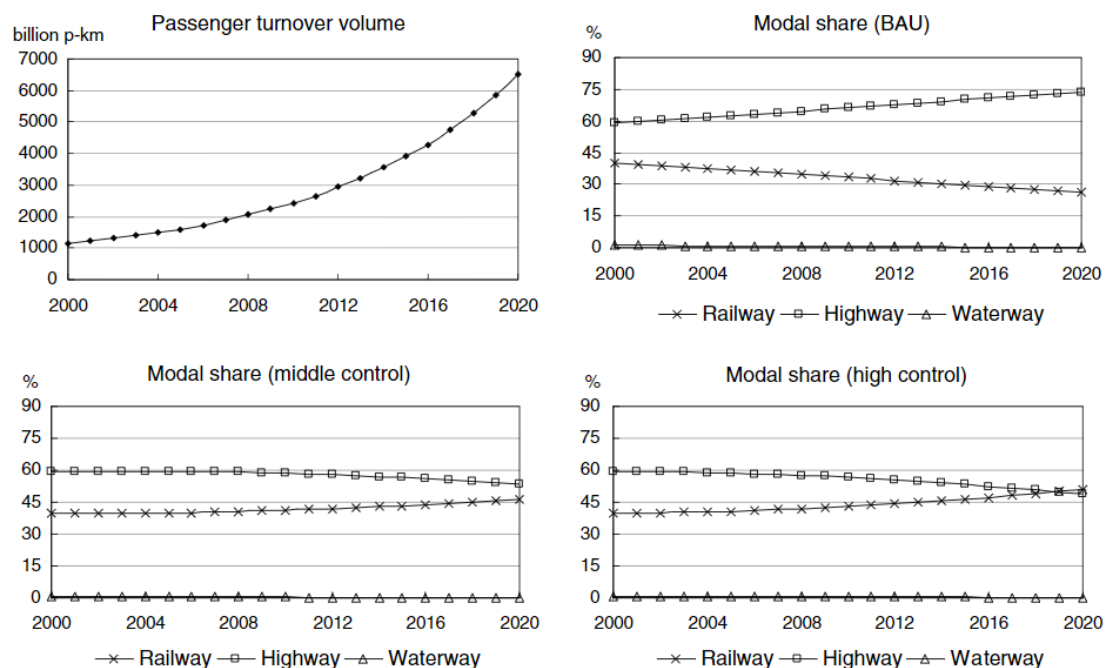 Passenger turnover volume
billion p-km
7000
6000
5000
4000
3000
2000
1000
0
2000 2004 2008 2012 2016 2020
Modal share (BAU)
%
90
75
60
45
30
15
0
2000 2004 2008 2012 2016 2020
Railway Highway Waterway
Modal share (middle control)
%
90
75
60
45
30
15
0
2000 2004 2008 2012 2016 2020
Railway Highway Waterway
Modal share (high control)
%
90
75
60
45
30
15
0
2000 2004 2008 2012 2016 2020
Railway Highway Waterway